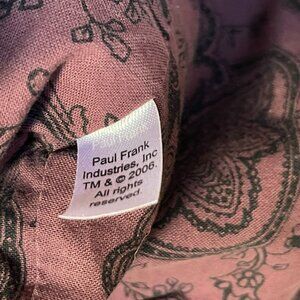 Paul Frank
Industries, Inc
TM & © 2006.
All rights
reserved.